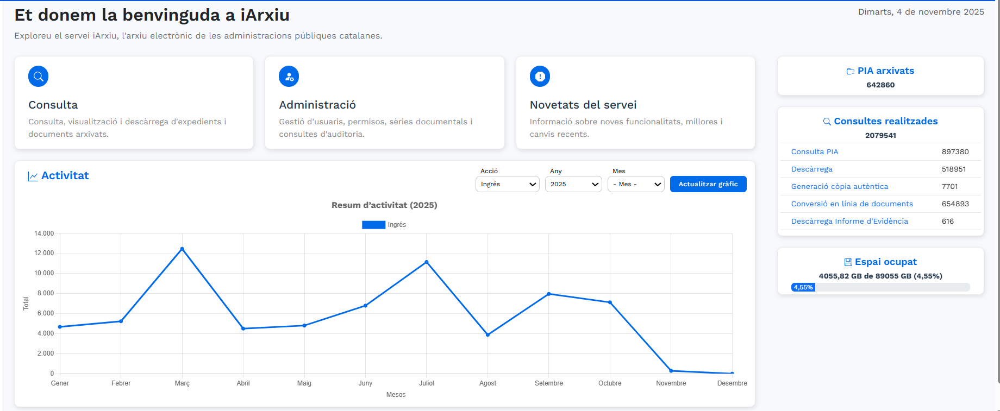 Et donem la benvinguda a iArxiu
Dimarts, 4 de novembre 2025
Exploreu el servei iArxiu, l'arxiu electrònic de les administracions públiques catalanes.
Consulta
Consulta, visualització i descàrrega d'expedients i
documents arxivats.
Administració
Gestió d'usuaris, permisos, sèries documentals i
consultes d'auditoria.
Novetats del servei
Informació sobre noves funcionalitats, millores i
canvis recents.
Activitat
Acció
Any
Mes
Ingrés
2025
- Mes -
Actualitzar gràfic
Resum d’activitat (2025)
Ingrés
14.000
12.000
10.000
8.000
6.000
4.000
2.000
0
Total
Gener
Febrer
Març
Abril
Maig
Juny
Juliol
Agost
Setembre
Octubre
Novembre
Desembre
Mesos
PIA arxivats
642860
Consultes realitzades
2079541
Consulta PIA 897380
Descàrrega 518951
Generació còpia autèntica 7701
Conversió en línia de documents 654893
Descàrrega Informe d'Evidència 616
Espai ocupat
4055,82 GB de 89055 GB (4,55%)
4,55%